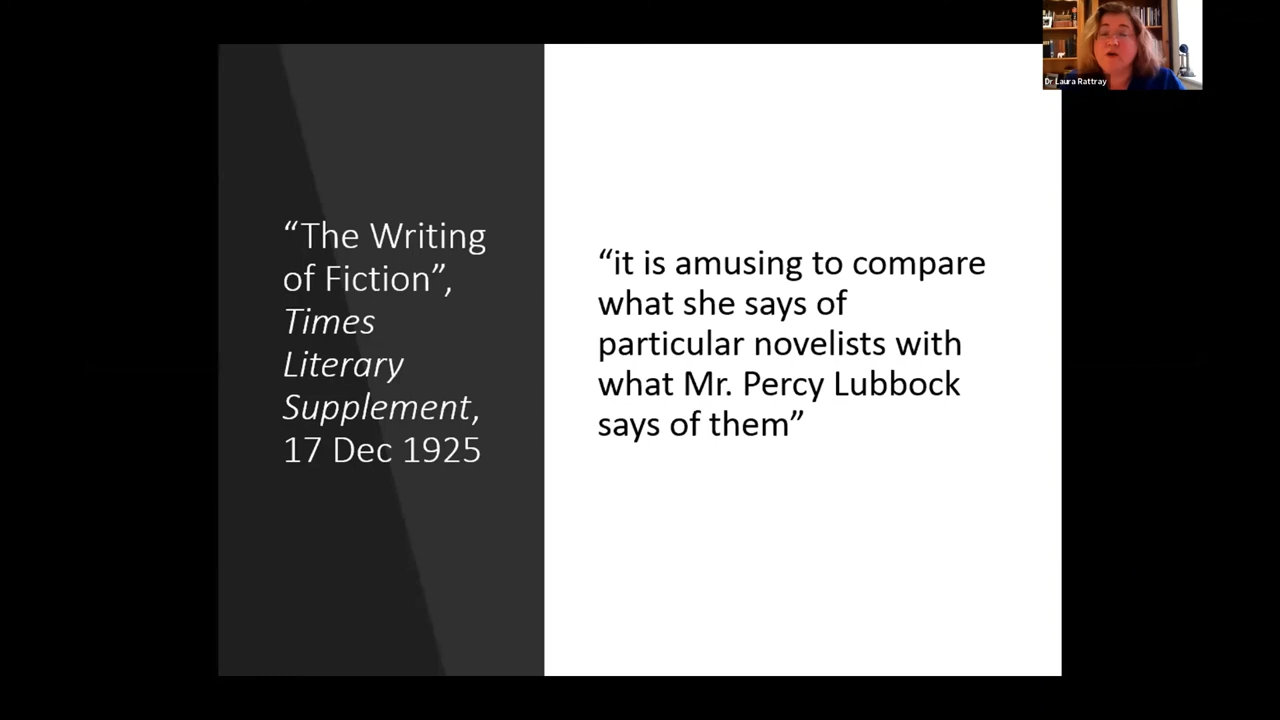 Dr. Laura Rattray
“The Writing
of Fiction”,
Times
Literary
Supplement,
17 Dec 1925
“it is amusing to compare
what she says of
particular novelists with
what Mr. Percy Lubbock
says of them”